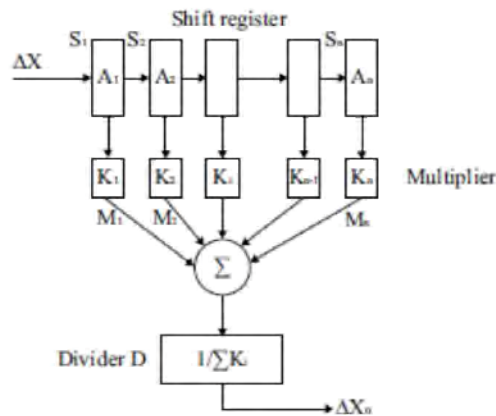 Shift register
S₁ S₂ Sₙ
ΔX A₁ A₂ Aₙ
K₁ K₂ Kᵢ Kₙ₋₁ Kₙ Multiplier
M₁ M₂ Mₙ
Σ
Divider D 1/∑Kᵢ
ΔX₀